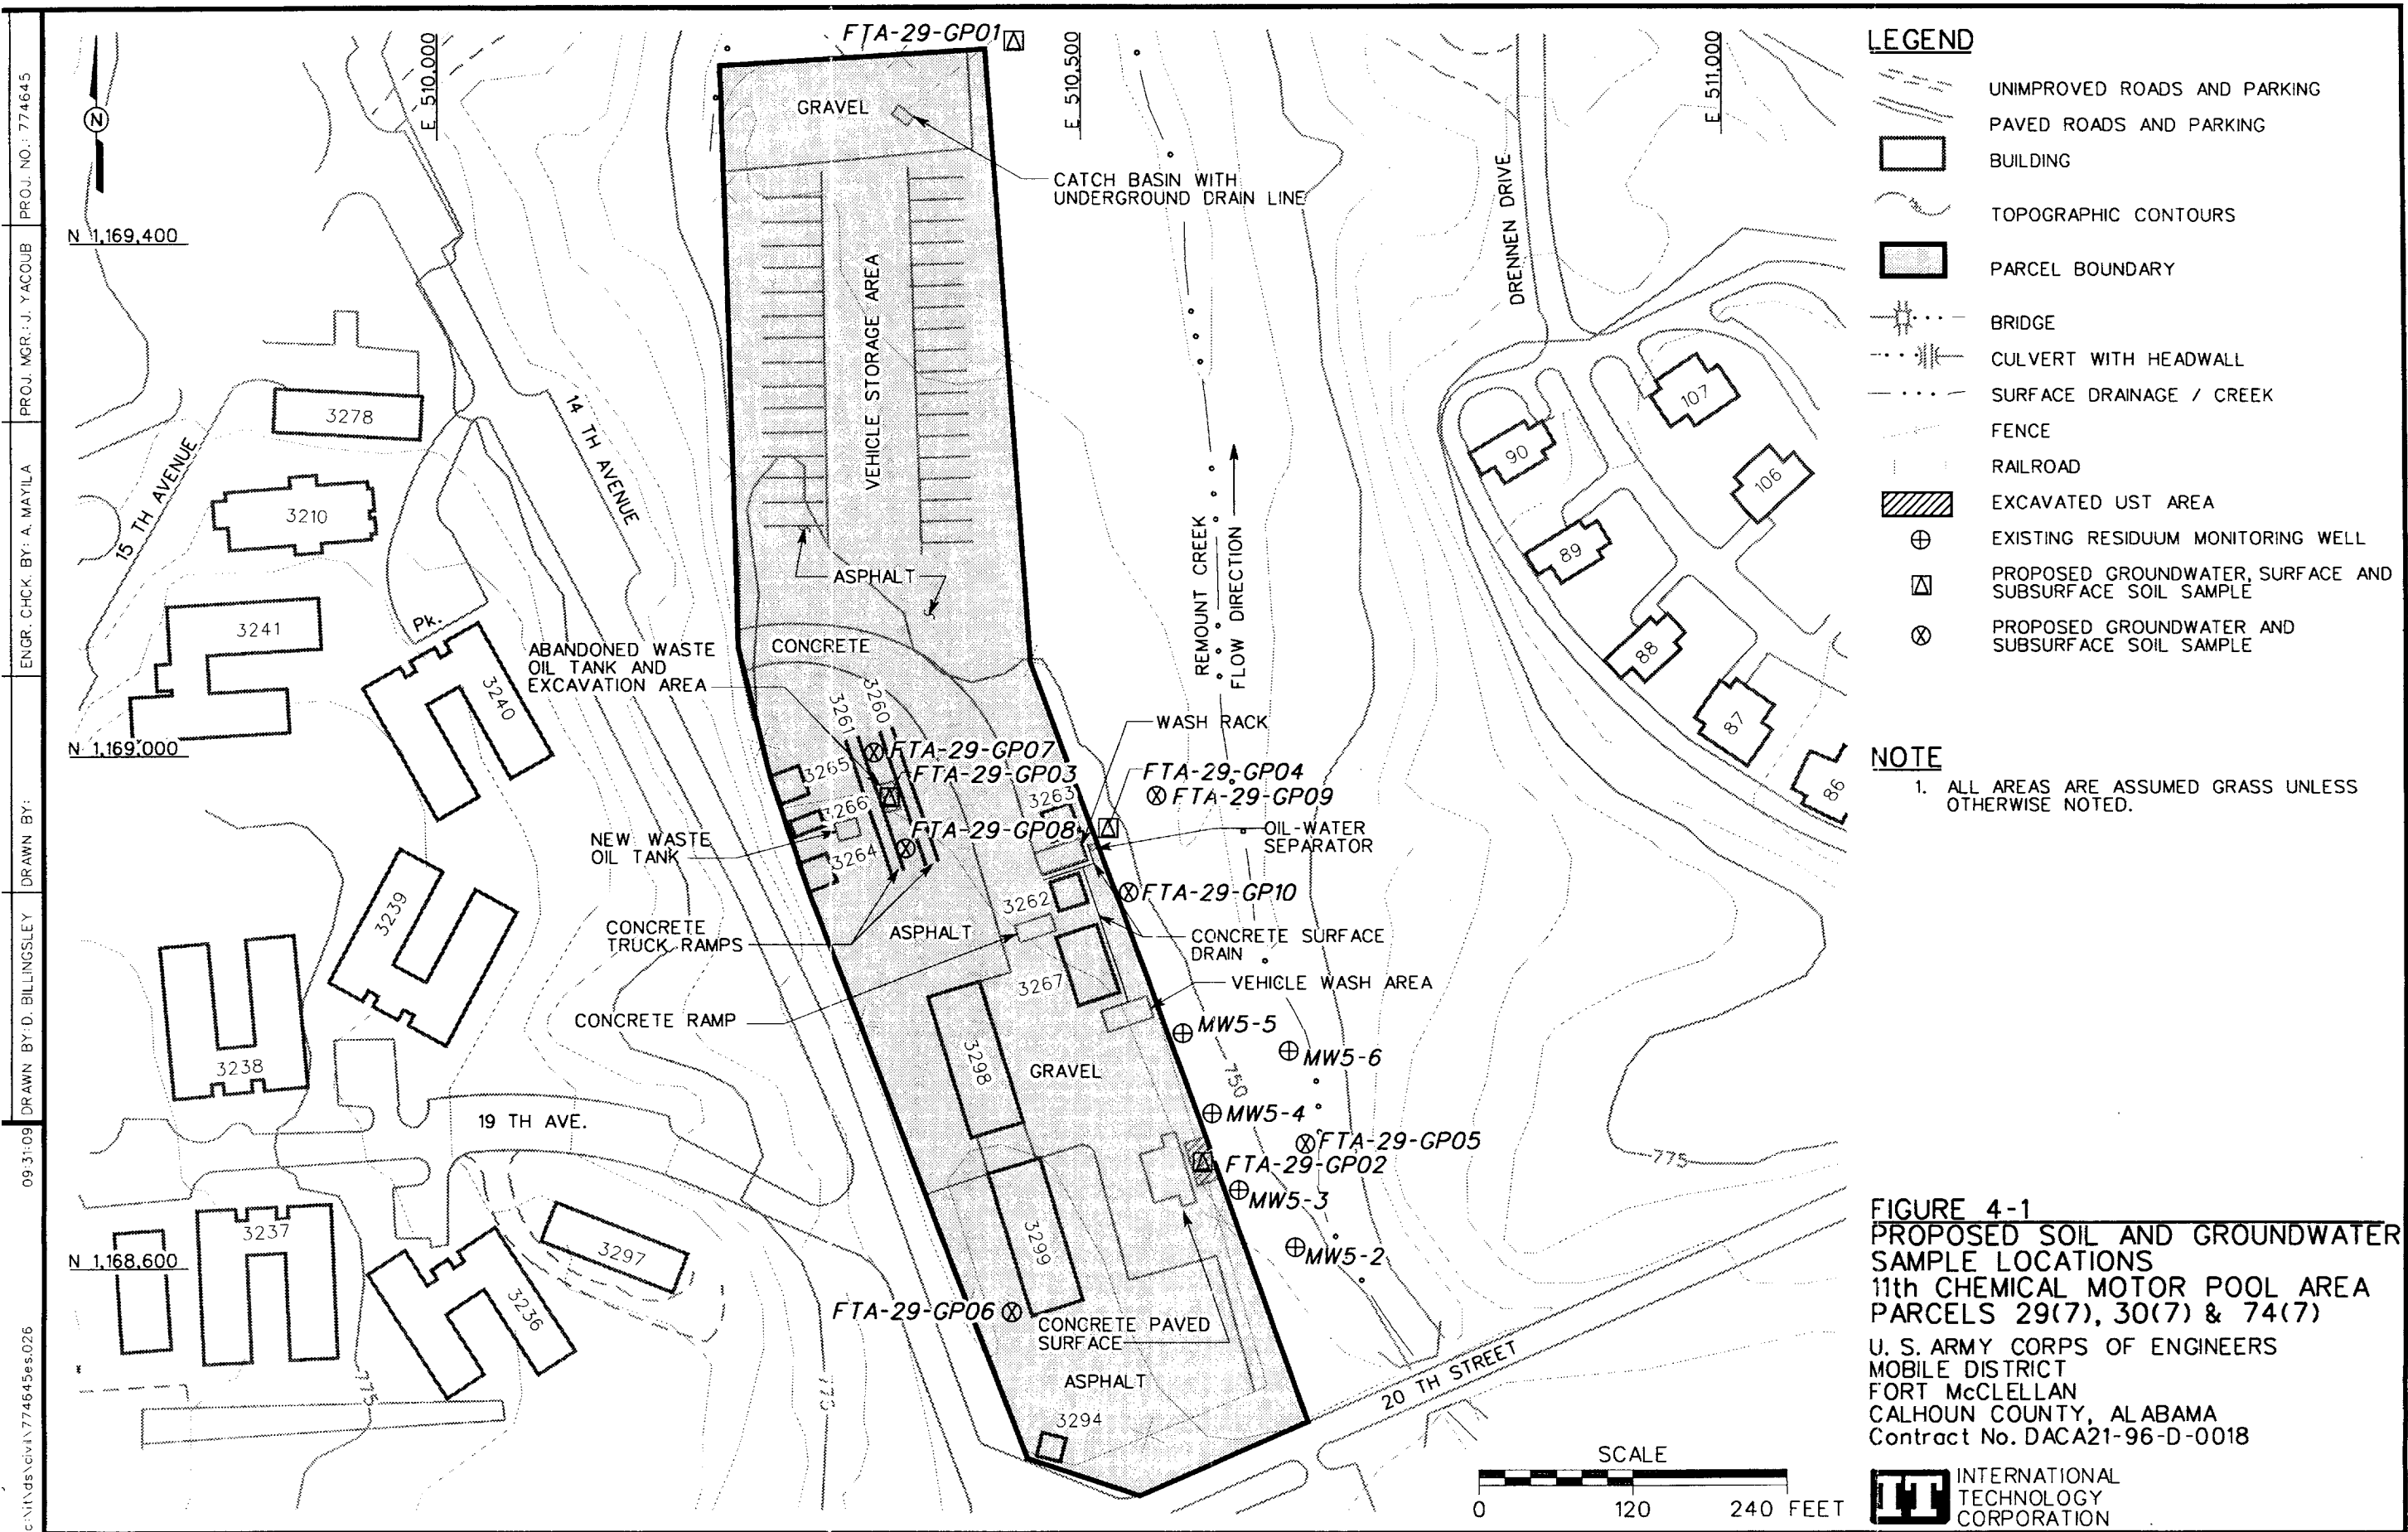 PROJ. NO.: 774645
PROJ. MGR.: J. YACOUB
ENGR. CHCK. BY: A. MAYILA
DRAWN BY:
DRAWN BY: D. BILLINGSLEY
09:31:09
N
E 510,000
E 510,500
E 511,000
N 1,169,400
N 1,169,000
N 1,168,600
FTA-29-GP01
GRAVEL
CATCH BASIN WITH
UNDERGROUND DRAIN LINE
VEHICLE STORAGE AREA
DRENNEN DRIVE
14 TH AVENUE
15 TH AVENUE
3278
3210
3241
Pk.
3240
ASPHALT
REMOUNT CREEK
FLOW DIRECTION
107
90
106
89
88
87
86
CONCRETE
ABANDONED WASTE
OIL TANK AND
EXCAVATION AREA
3261
3260
WASH RACK
FTA-29-GP07
3265
FTA-29-GP03
FTA-29-GP04
3263
FTA-29-GP09
3266
FTA-29-GP08
NEW WASTE
OIL TANK
3264
OIL-WATER
SEPARATOR
FTA-29-GP10
3262
CONCRETE
TRUCK RAMPS
ASPHALT
CONCRETE SURFACE
DRAIN
3239
3267
VEHICLE WASH AREA
CONCRETE RAMP
MW5-5
MW5-6
3238
3298
GRAVEL
750
MW5-4
19 TH AVE.
FTA-29-GP05
FTA-29-GP02
775
MW5-3
3237
3297
3299
MW5-2
3236
FTA-29-GP06
CONCRETE PAVED
SURFACE
775
775
ASPHALT
20 TH STREET
3294
SCALE
0 120 240 FEET
LEGEND
UNIMPROVED ROADS AND PARKING
PAVED ROADS AND PARKING
BUILDING
TOPOGRAPHIC CONTOURS
PARCEL BOUNDARY
BRIDGE
CULVERT WITH HEADWALL
SURFACE DRAINAGE / CREEK
FENCE
RAILROAD
EXCAVATED UST AREA
EXISTING RESIDUUM MONITORING WELL
PROPOSED GROUNDWATER, SURFACE AND
SUBSURFACE SOIL SAMPLE
PROPOSED GROUNDWATER AND
SUBSURFACE SOIL SAMPLE
NOTE
1. ALL AREAS ARE ASSUMED GRASS UNLESS
OTHERWISE NOTED.
FIGURE 4-1
PROPOSED SOIL AND GROUNDWATER
SAMPLE LOCATIONS
11th CHEMICAL MOTOR POOL AREA
PARCELS 29(7), 30(7) & 74(7)
U. S. ARMY CORPS OF ENGINEERS
MOBILE DISTRICT
FORT McCLELLAN
CALHOUN COUNTY, ALABAMA
Contract No. DACA21-96-D-0018
IT
INTERNATIONAL
TECHNOLOGY
CORPORATION